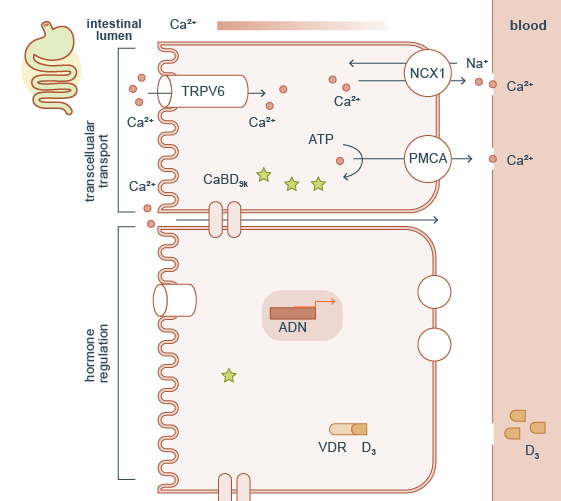 intestinal
lumen
Ca²⁺
blood
TRPV6
NCX1
Na⁺
Ca²⁺
Ca²⁺
Ca²⁺
Ca²⁺
ATP
PMCA
Ca²⁺
transcellualar
transport
Ca²⁺
CaBD₉ₖ
hormone
regulation
ADN
VDR
D₃
D₃